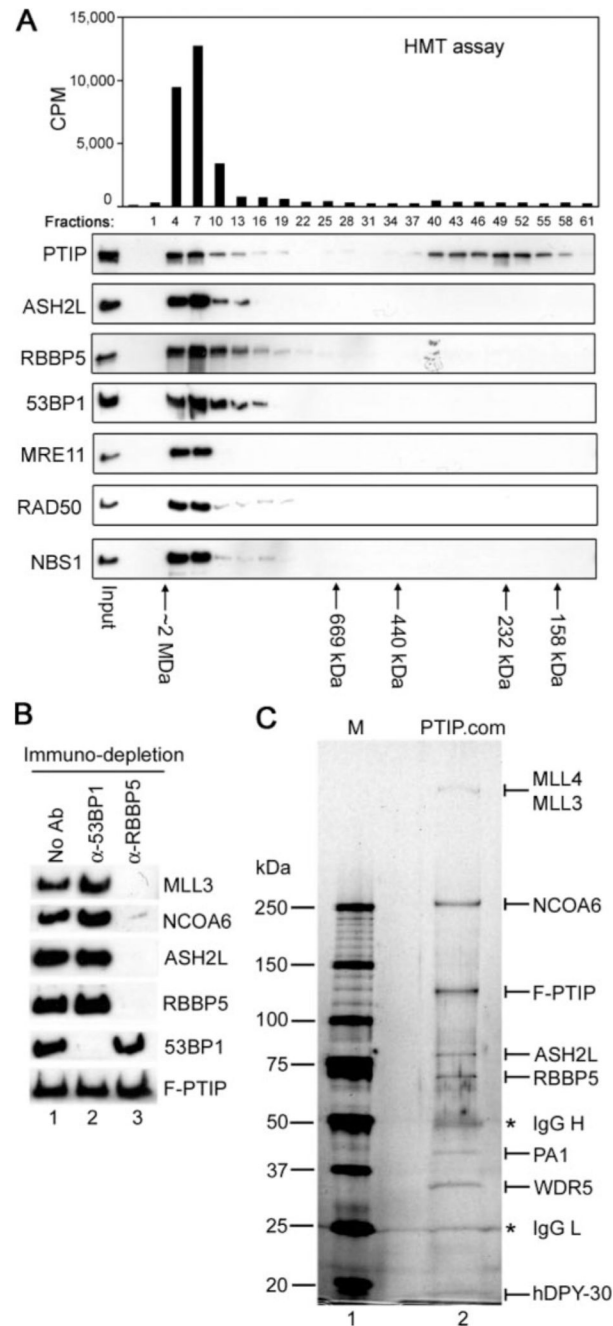 A
HMT assay
CPM
15,000
10,000
5,000
0
Fractions: 1 4 7 10 13 16 19 22 25 28 31 34 37 40 43 46 49 52 55 58 61
PTIP
ASH2L
RBBP5
53BP1
MRE11
RAD50
NBS1
Input
~2 MDa
669 kDa
440 kDa
232 kDa
158 kDa
B
Immuno-depletion
No Ab
α-53BP1
α-RBBP5
MLL3
NCOA6
ASH2L
RBBP5
53BP1
F-PTIP
1 2 3
C
M PTIP.com
kDa
250
150
100
75
50
37
25
20
MLL4
MLL3
NCOA6
F-PTIP
ASH2L
RBBP5
* IgG H
PA1
WDR5
* IgG L
hDPY-30
1 2